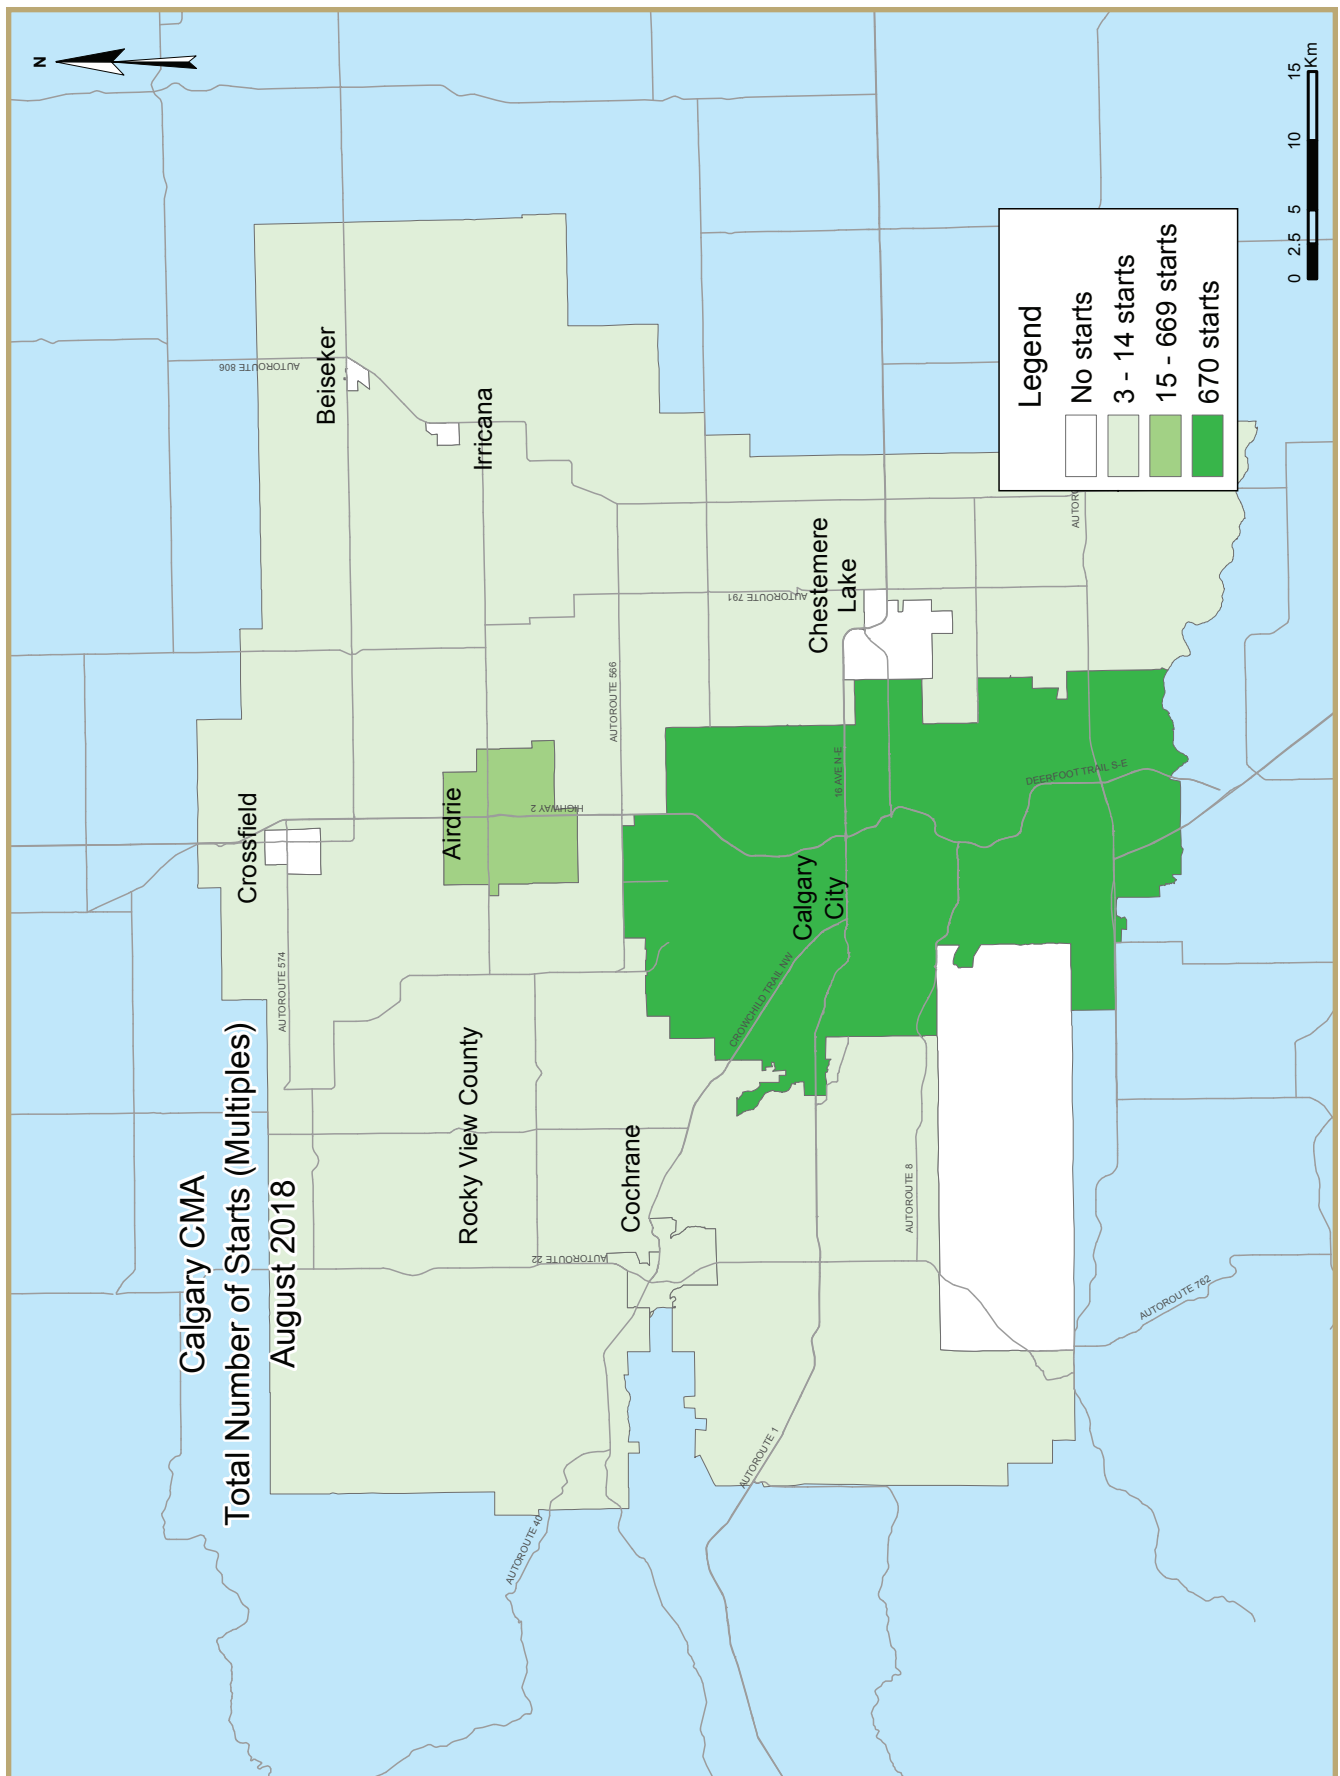 Calgary CMA
Total Number of Starts (Multiples)
August 2018
N
Crossfield
Beiseker
Irricana
Airdrie
Rocky View County
Cochrane
Calgary
City
Chestemere
Lake
AUTOROUTE 574
AUTOROUTE 806
AUTOROUTE 566
AUTOROUTE 791
HIGHWAY 2
AUTOROUTE 22
CROWCHILD TRAIL NW
16 AVE N-E
DEERFOOT TRAIL S-E
AUTOROUTE 8
AUTOROUTE 1
AUTOROUTE 40
AUTOROUTE 762
Legend
No starts
3 - 14 starts
15 - 669 starts
670 starts
0 2.5 5 10 15
Km